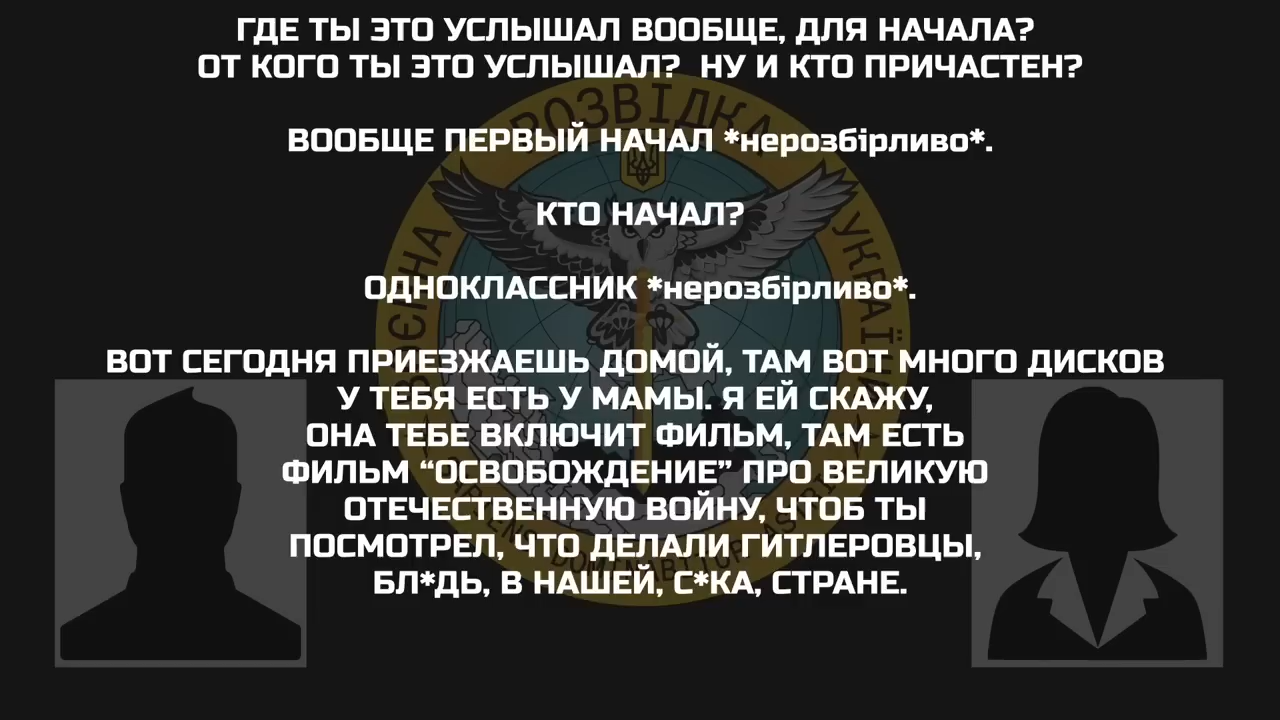 ГДЕ ТЫ ЭТО УСЛЫШАЛ ВООБЩЕ, ДЛЯ НАЧАЛА?
ОТ КОГО ТЫ ЭТО УСЛЫШАЛ? НУ И КТО ПРИЧАСТЕН?
ВООБЩЕ ПЕРВЫЙ НАЧАЛ *нерозбірливо*.
КТО НАЧАЛ?
ОДНОКЛАССНИК *нерозбірливо*.
ВОТ СЕГОДНЯ ПРИЕЗЖАЕШЬ ДОМОЙ, ТАМ ВОТ МНОГО ДИСКОВ
У ТЕБЯ ЕСТЬ У МАМЫ. Я ЕЙ СКАЖУ,
ОНА ТЕБЕ ВКЛЮЧИТ ФИЛЬМ, ТАМ ЕСТЬ
ФИЛЬМ “ОСВОБОЖДЕНИЕ” ПРО ВЕЛИКУЮ
ОТЕЧЕСТВЕННУЮ ВОЙНУ, ЧТОБ ТЫ
ПОСМОТРЕЛ, ЧТО ДЕЛАЛИ ГИТЛЕРОВЦЫ,
БЛ*ДЬ, В НАШЕЙ, С*КА, СТРАНЕ.
РОЗВІДКА